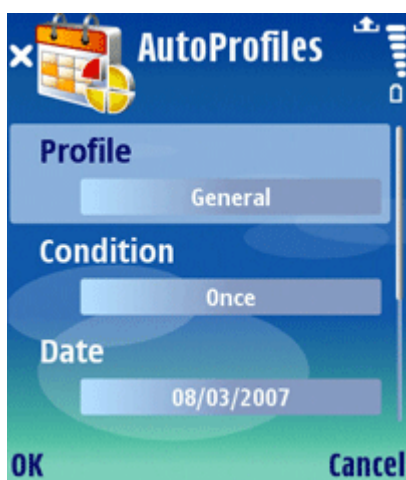 AutoProfiles
Profile
General
Condition
Once
Date
08/03/2007
OK Cancel